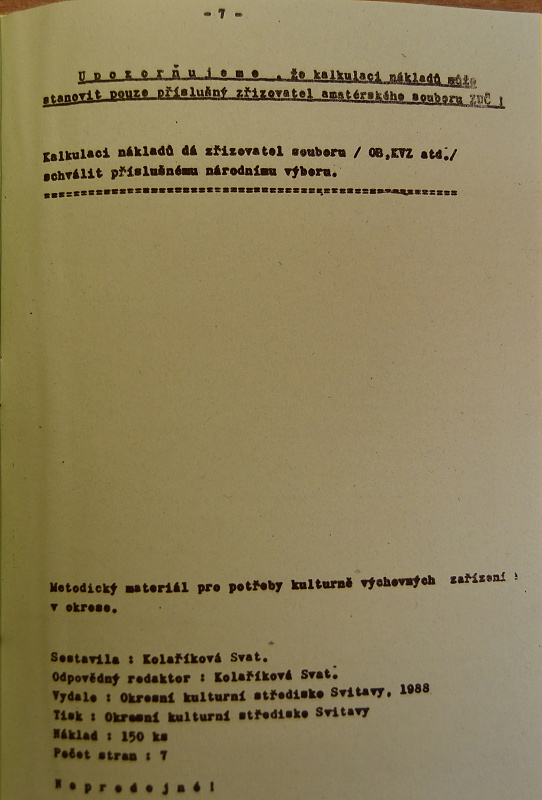 - 7 -
U p o z o r ň u j e m e , že kalkulaci nákladů může
stanovit pouze příslušný zřizovatel amatérského souboru ZUČ !
Kalkulaci nákladů dá zřizovatel souboru / OB,KVZ atd./
schválit příslušnému národnímu výboru.
=====================================================
Metodický materiál pro potřeby kulturně výchovných zařízení
v okrese.
Sestavila : Kolaříková Svat.
Odpovědný redaktor : Kolaříková Svat.
Vydalo : Okresní kulturní středisko Svitavy, 1988
Tisk : Okresní kulturní středisko Svitavy
Náklad : 150 ks
Počet stran : 7
N e p r o d e j n é !